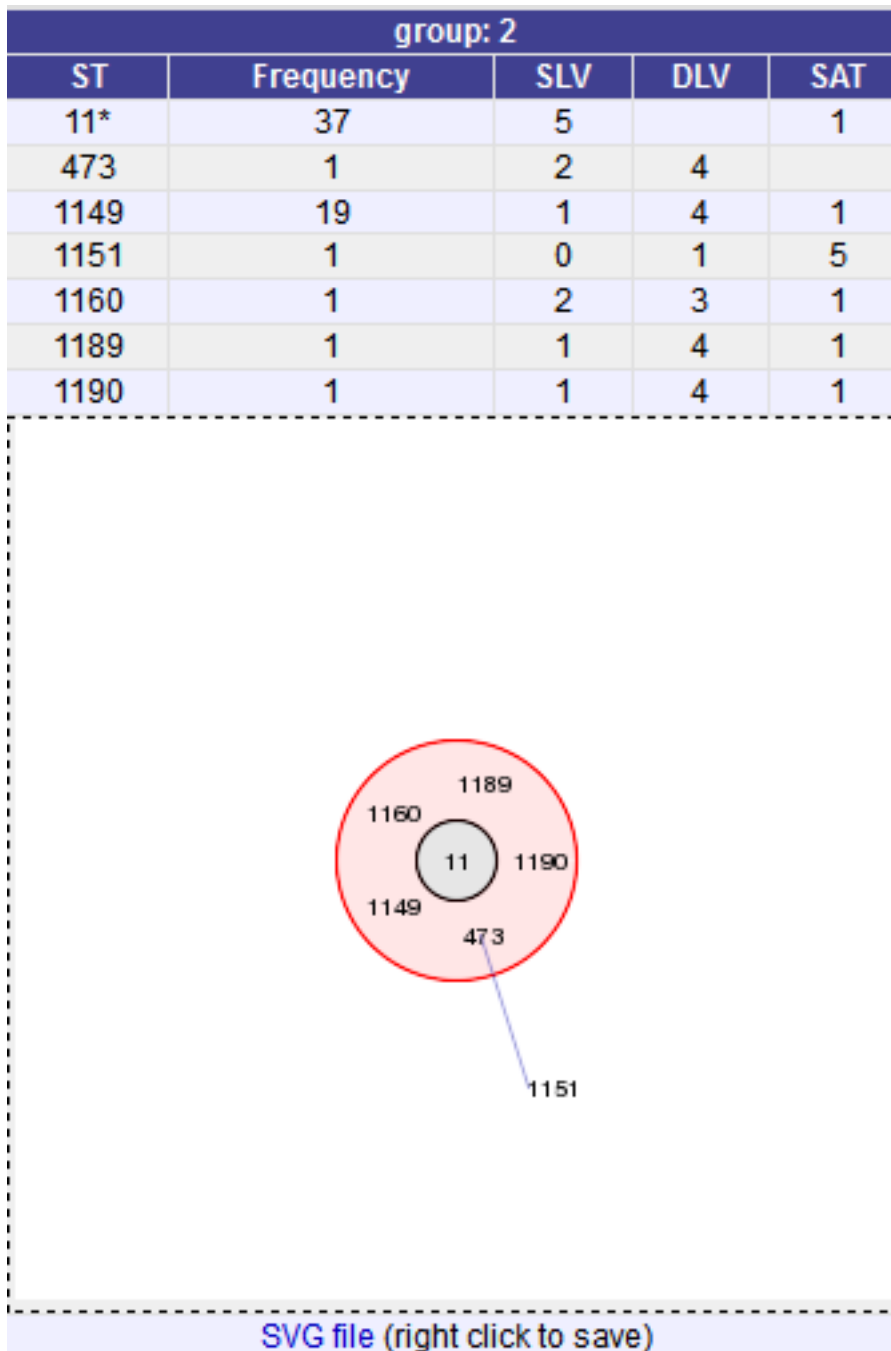 group: 2
ST Frequency SLV DLV SAT
11* 37 5 1
473 1 2 4
1149 19 1 4 1
1151 1 0 1 5
1160 1 2 3 1
1189 1 1 4 1
1190 1 1 4 1
1189
1160
11 1190
1149
473
1151
SVG file (right click to save)